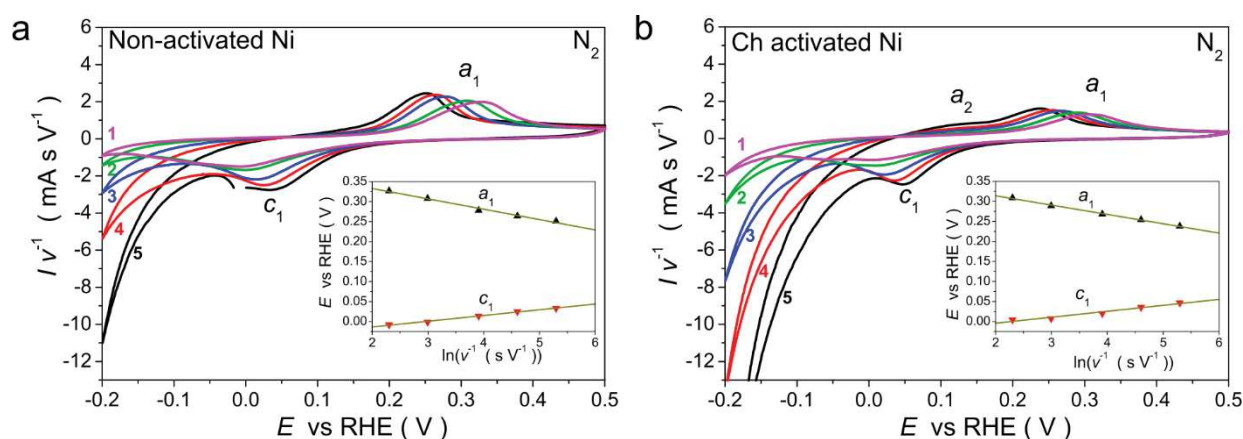 a
Non-activated Ni
N2
a1
c1
1
2
3
4
5
I v-1 ( mA s V-1)
6
4
2
0
-2
-4
-6
-8
-10
-12
-0.2 -0.1 0.0 0.1 0.2 0.3 0.4 0.5
E vs RHE ( V )
E vs RHE ( V )
0.35
0.30
0.25
0.20
0.15
0.10
0.05
0.00
a1
c1
2 3 4 5 6
ln(v-1 ( s V-1))
b
Ch activated Ni
N2
a2
a1
c1
1
2
3
4
5
I v-1 ( mA s V-1)
6
4
2
0
-2
-4
-6
-8
-10
-12
-0.2 -0.1 0.0 0.1 0.2 0.3 0.4 0.5
E vs RHE ( V )
E vs RHE ( V )
0.35
0.30
0.25
0.20
0.15
0.10
0.05
0.00
a1
c1
2 3 4 5 6
ln(v-1 ( s V-1))